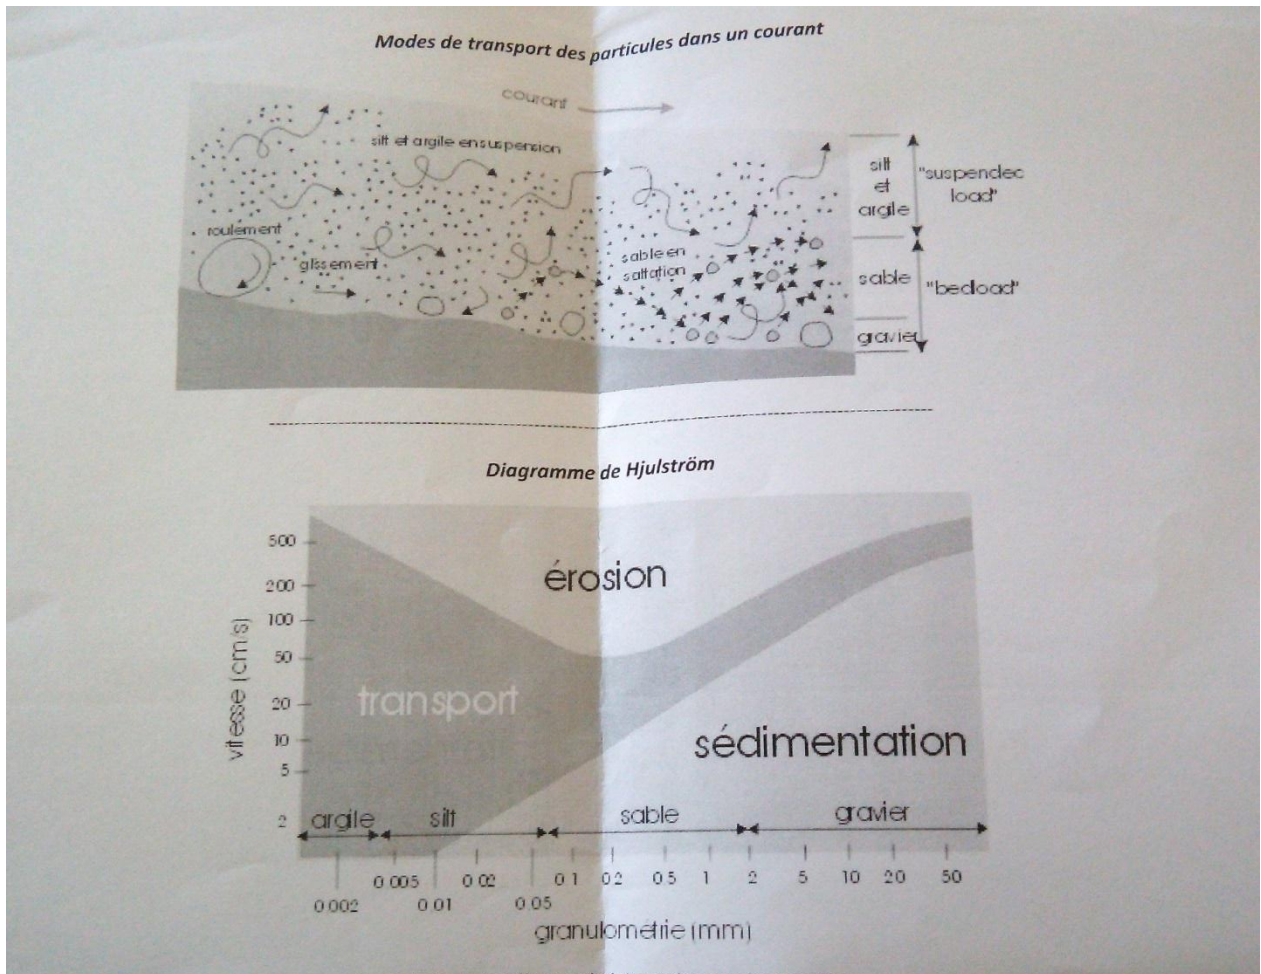 Modes de transport des particules dans un courant
courant
silt et argile en suspension
roulement
glissement
sable en
saltation
silt
et
argile
"suspendec
load"
sable
"bedload"
gravier
Diagramme de Hjulström
vitesse (cm/s)
500
200
100
50
20
10
5
2
érosion
transport
sédimentation
argile
silt
sable
gravier
0.005
0.02
0.1
0.2
0.5
1
2
5
10
20
50
0.002
0.01
0.05
granulométrie (mm)